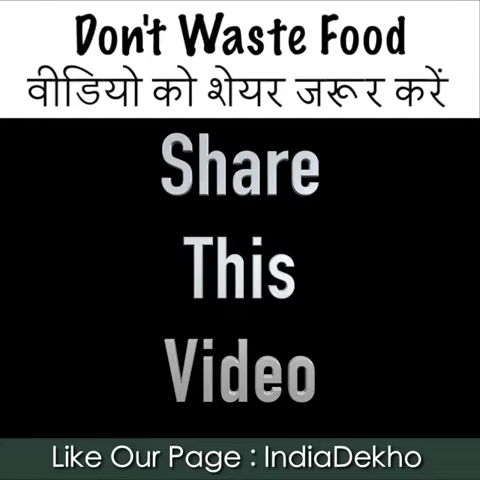 Don't Waste Food
वीडियो को शेयर जरूर करें
Share
This
Video
Like Our Page : IndiaDekho